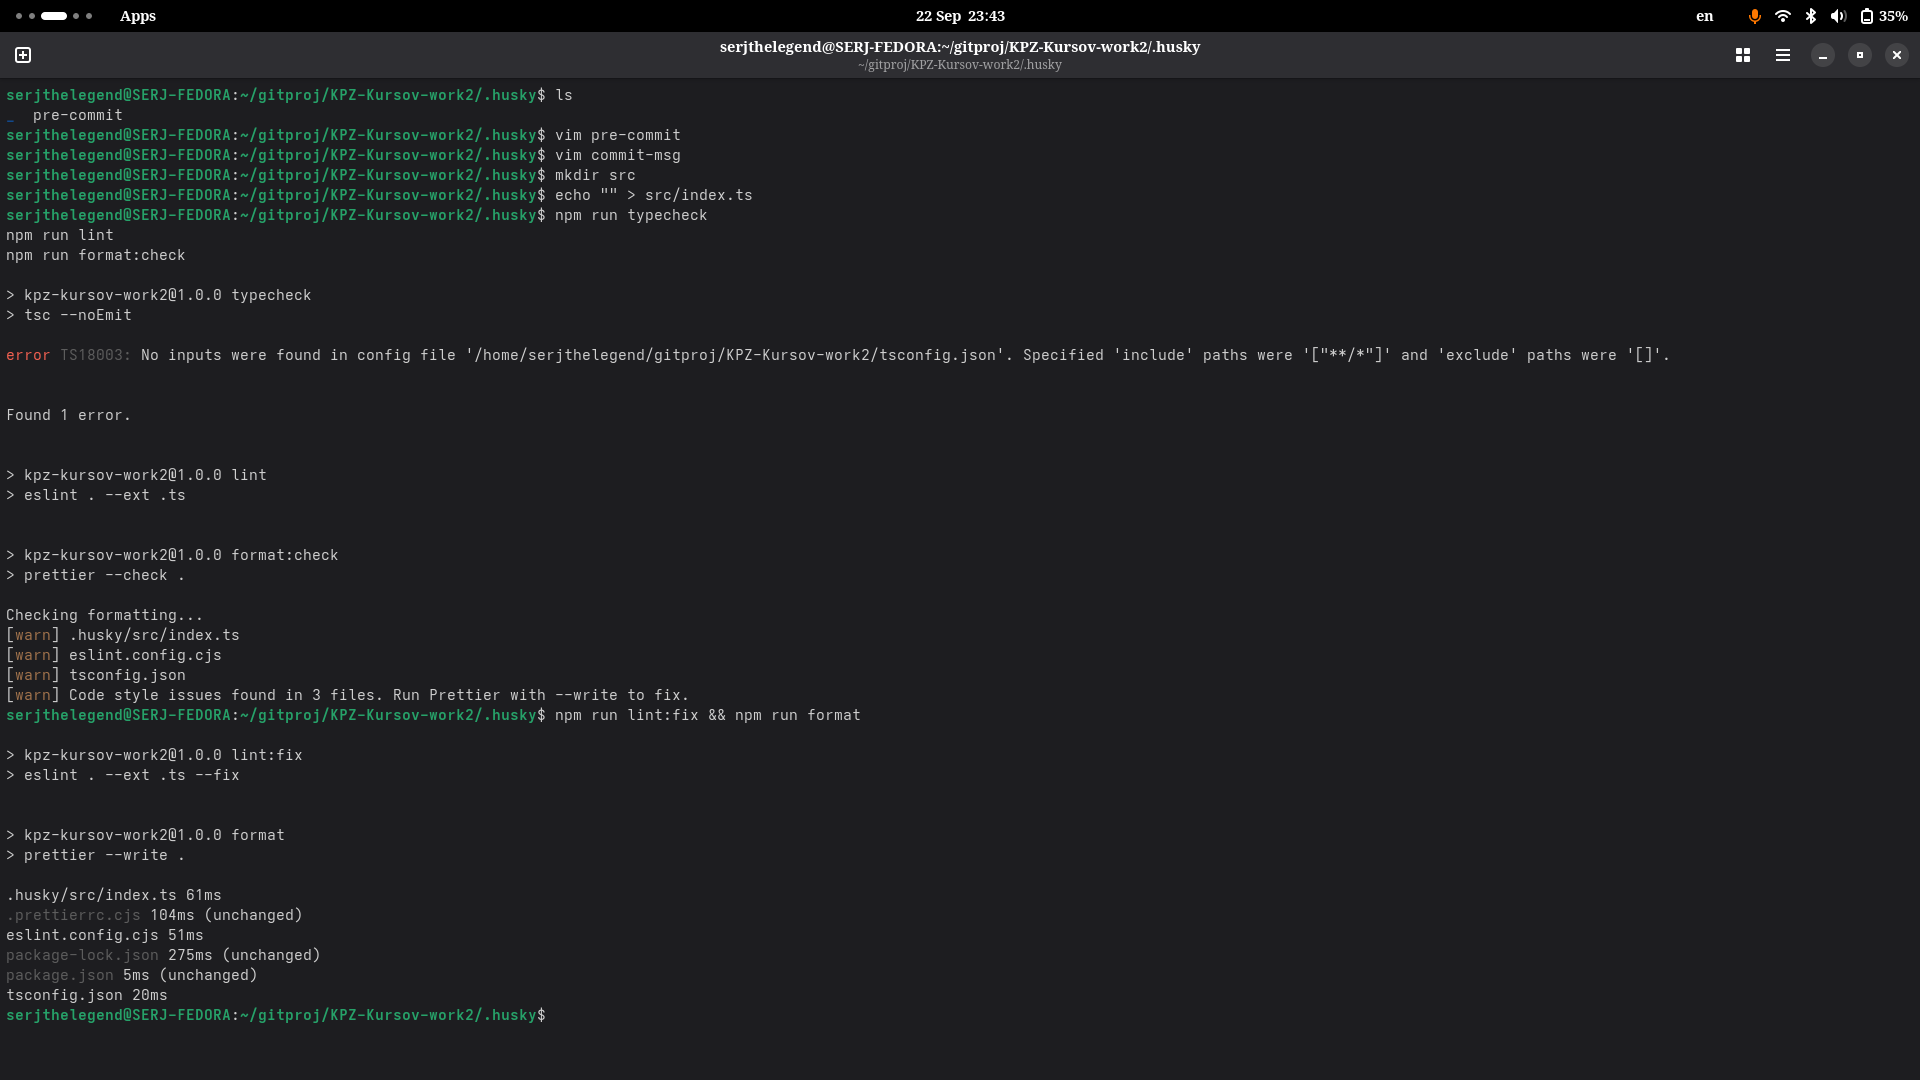 Apps
22 Sep 23:43
en
35%
serjthelegend@SERJ-FEDORA:~/gitproj/KPZ-Kursov-work2/.husky
~/gitproj/KPZ-Kursov-work2/.husky
serjthelegend@SERJ-FEDORA:~/gitproj/KPZ-Kursov-work2/.husky$ ls
_  pre-commit
serjthelegend@SERJ-FEDORA:~/gitproj/KPZ-Kursov-work2/.husky$ vim pre-commit
serjthelegend@SERJ-FEDORA:~/gitproj/KPZ-Kursov-work2/.husky$ vim commit-msg
serjthelegend@SERJ-FEDORA:~/gitproj/KPZ-Kursov-work2/.husky$ mkdir src
serjthelegend@SERJ-FEDORA:~/gitproj/KPZ-Kursov-work2/.husky$ echo "" > src/index.ts
serjthelegend@SERJ-FEDORA:~/gitproj/KPZ-Kursov-work2/.husky$ npm run typecheck
npm run lint
npm run format:check
> kpz-kursov-work2@1.0.0 typecheck
> tsc --noEmit
error TS18003: No inputs were found in config file '/home/serjthelegend/gitproj/KPZ-Kursov-work2/tsconfig.json'. Specified 'include' paths were '["**/*"]' and 'exclude' paths were '[]'.
Found 1 error.
> kpz-kursov-work2@1.0.0 lint
> eslint . --ext .ts
> kpz-kursov-work2@1.0.0 format:check
> prettier --check .
Checking formatting...
[warn] .husky/src/index.ts
[warn] eslint.config.cjs
[warn] tsconfig.json
[warn] Code style issues found in 3 files. Run Prettier with --write to fix.
serjthelegend@SERJ-FEDORA:~/gitproj/KPZ-Kursov-work2/.husky$ npm run lint:fix && npm run format
> kpz-kursov-work2@1.0.0 lint:fix
> eslint . --ext .ts --fix
> kpz-kursov-work2@1.0.0 format
> prettier --write .
.husky/src/index.ts 61ms
.prettierrc.cjs 104ms (unchanged)
eslint.config.cjs 51ms
package-lock.json 275ms (unchanged)
package.json 5ms (unchanged)
tsconfig.json 20ms
serjthelegend@SERJ-FEDORA:~/gitproj/KPZ-Kursov-work2/.husky$